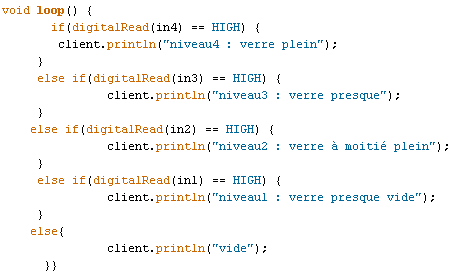 void loop() {
if(digitalRead(in4) == HIGH) {
client.println("niveau4 : verre plein");
}
else if(digitalRead(in3) == HIGH) {
client.println("niveau3 : verre presque");
}
else if(digitalRead(in2) == HIGH) {
client.println("niveau2 : verre à moitié plein");
}
else if(digitalRead(in1) == HIGH) {
client.println("niveau1 : verre presque vide");
}
else{
client.println("vide");
}}